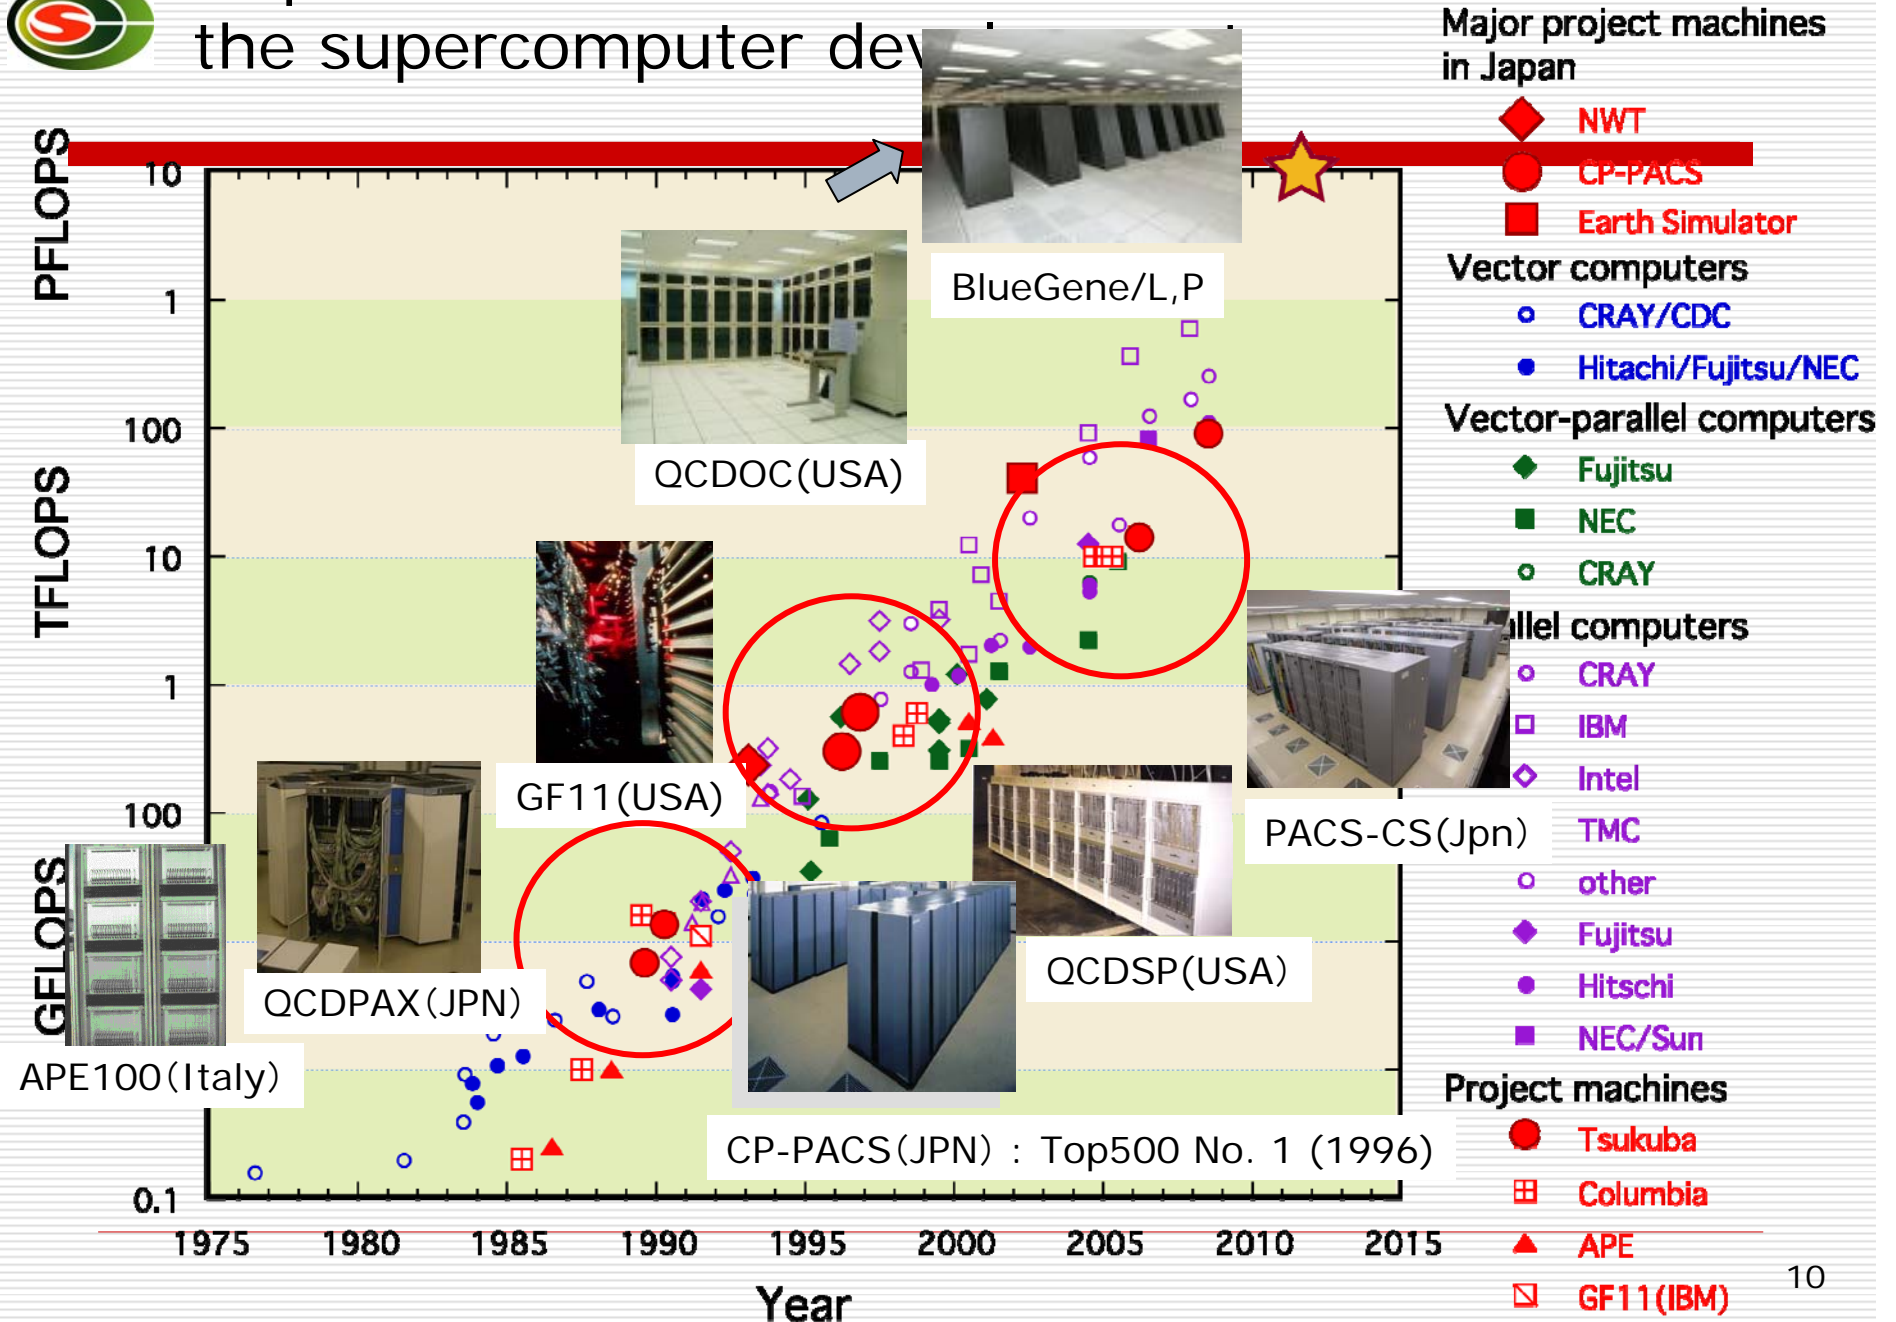 the supercomputer
PFLOPS
TFLOPS
GFLOPS
10
1
100
10
1
100
0.1
1975 1980 1985 1990 1995 2000 2005 2010 2015
Year
BlueGene/L,P
QCDOC(USA)
GF11(USA)
PACS-CS(Jpn)
QCDSP(USA)
QCDPAX(JPN)
APE100(Italy)
CP-PACS(JPN) : Top500 No. 1 (1996)
Major project machines
in Japan
NWT
CP-PACS
Earth Simulator
Vector computers
CRAY/CDC
Hitachi/Fujitsu/NEC
Vector-parallel computers
Fujitsu
NEC
CRAY
computers
CRAY
IBM
Intel
TMC
other
Fujitsu
Hitschi
NEC/Sun
Project machines
Tsukuba
Columbia
APE
GF11(IBM)
10